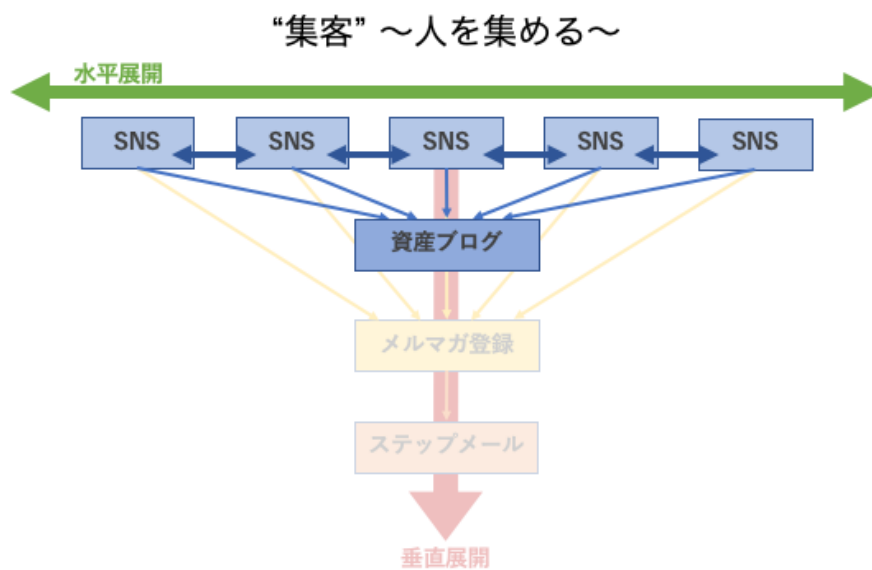 “集客” ～人を集める～
水平展開
SNS SNS SNS SNS SNS
資産ブログ
メルマガ登録
ステップメール
垂直展開